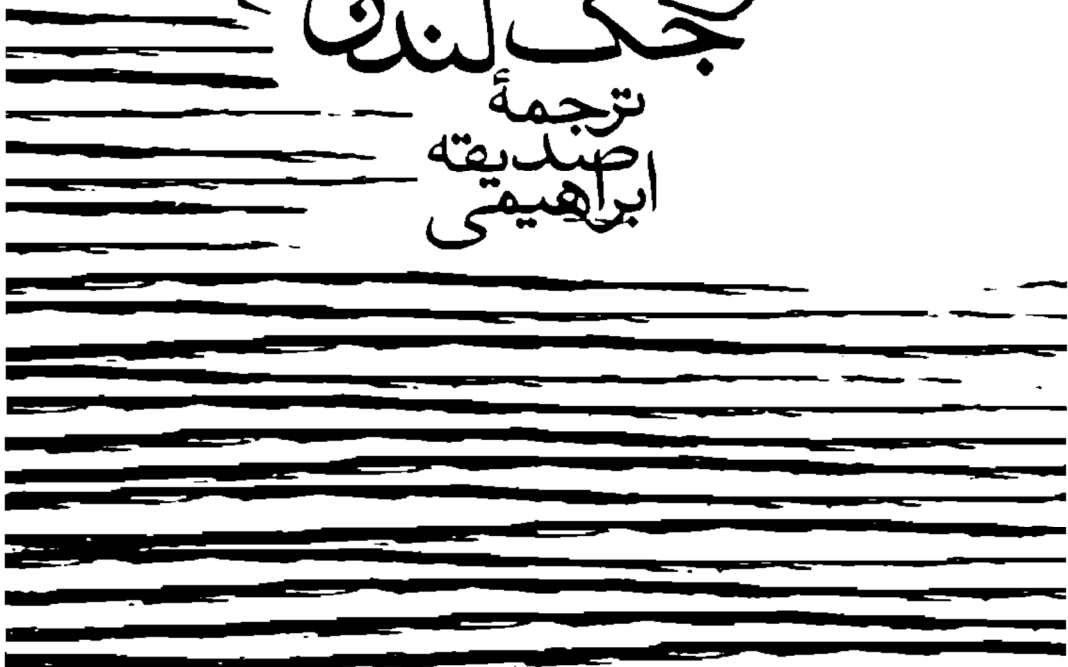 جک لندن
ترجمهٔ
صدیقه
ابراهیمی